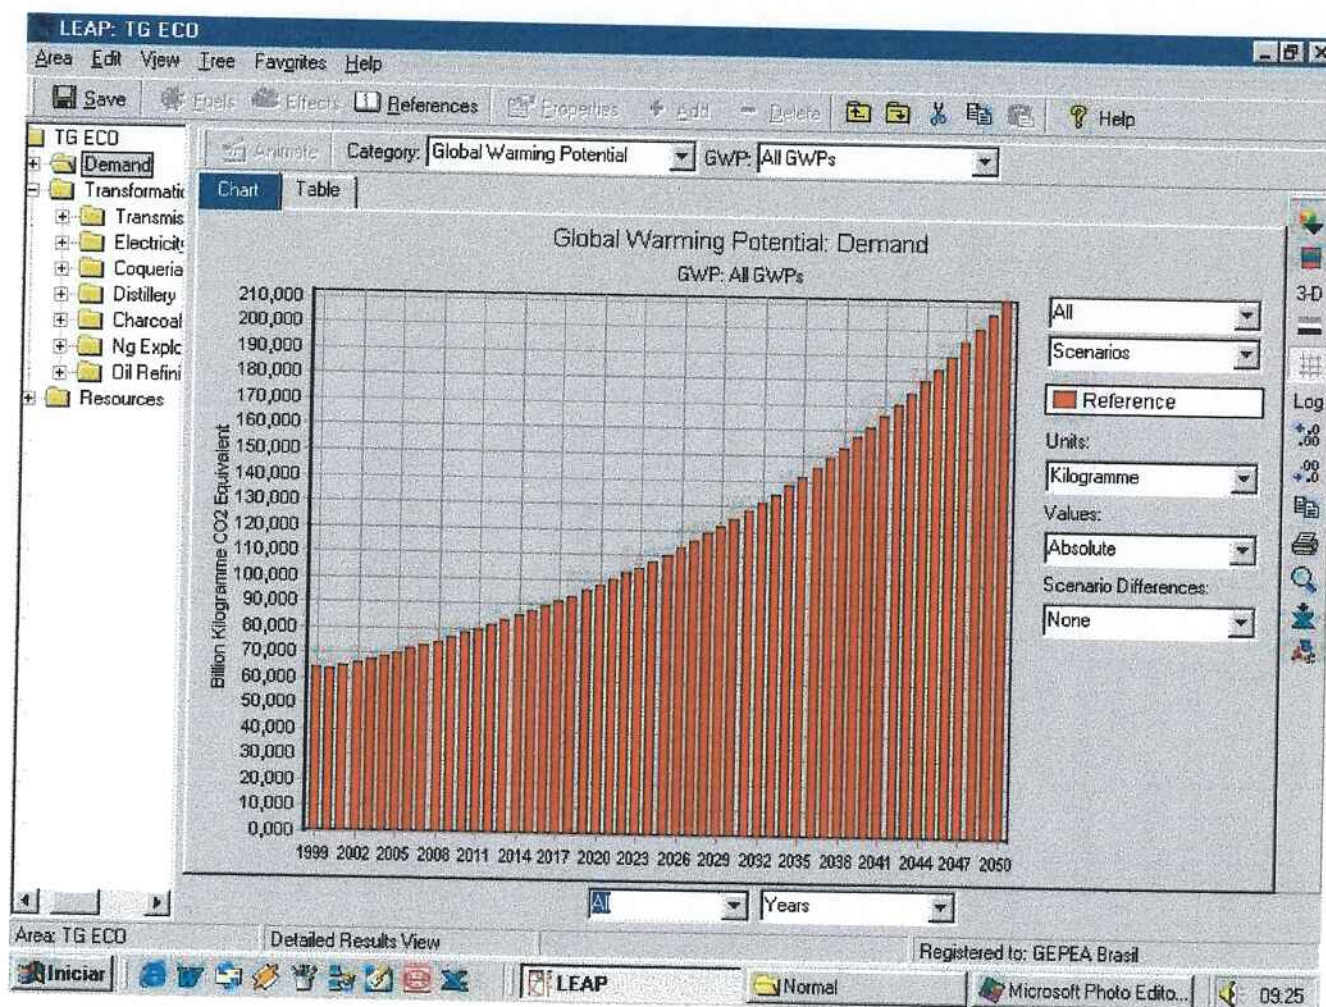 LEAP: TG ECO
Area Edit View Tree Favorites Help
Save Fuels Effects References Properties Add Delete Help
TG ECO
Demand
Transformatic
Transmis
Electricity
Coqueria
Distillery
Charcoal
Ng Explc
Oil Refini
Resources
Animate Category: Global Warming Potential GWP: All GWPs
Chart Table
Global Warming Potential: Demand
GWP: All GWPs
Billion Kilogramme CO2 Equivalent
210,000
200,000
190,000
180,000
170,000
160,000
150,000
140,000
130,000
120,000
110,000
100,000
90,000
80,000
70,000
60,000
50,000
40,000
30,000
20,000
10,000
0,000
1999 2002 2005 2008 2011 2014 2017 2020 2023 2026 2029 2032 2035 2038 2041 2044 2047 2050
All
Scenarios
Reference
Units:
Kilogramme
Values:
Absolute
Scenario Differences:
None
3-D
Log
+.0
.00
.00
+.0
All Years
Area: TG ECO Detailed Results View Registered to: GEPEA Brasil
Iniciar LEAP Normal Microsoft Photo Edito... 09:25